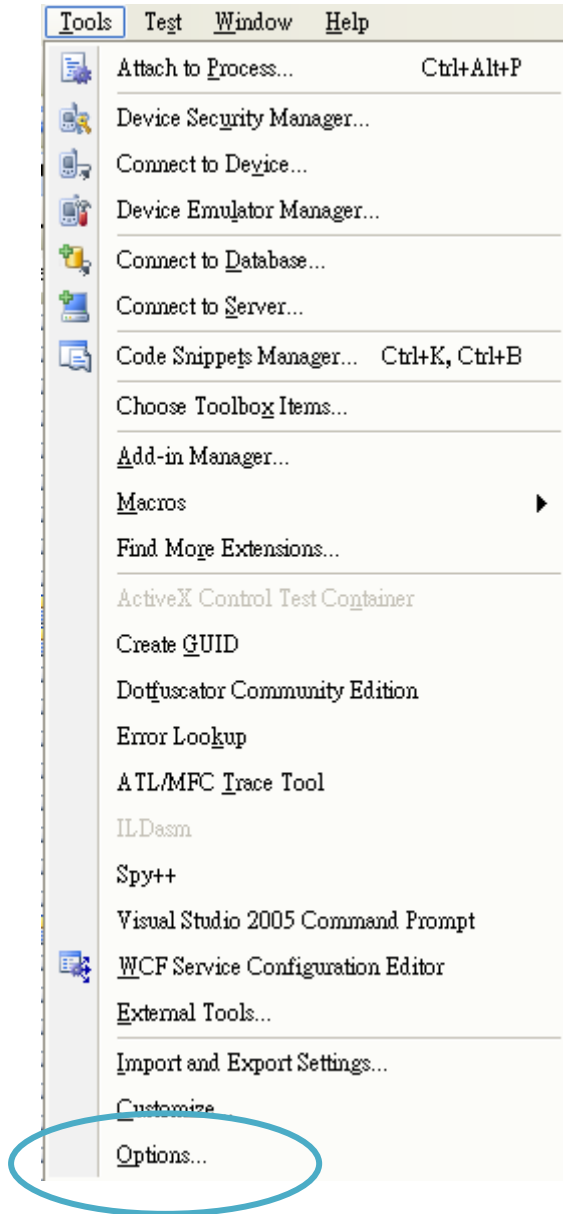 Tools Test Window Help
Attach to Process... Ctrl+Alt+P
Device Security Manager...
Connect to Device...
Device Emulator Manager...
Connect to Database...
Connect to Server...
Code Snippets Manager... Ctrl+K, Ctrl+B
Choose Toolbox Items...
Add-in Manager...
Macros
Find More Extensions...
ActiveX Control Test Container
Create GUID
Dotfuscator Community Edition
Error Lookup
ATL/MFC Trace Tool
ILDasm
Spy++
Visual Studio 2005 Command Prompt
WCF Service Configuration Editor
External Tools...
Import and Export Settings...
Customize...
Options...